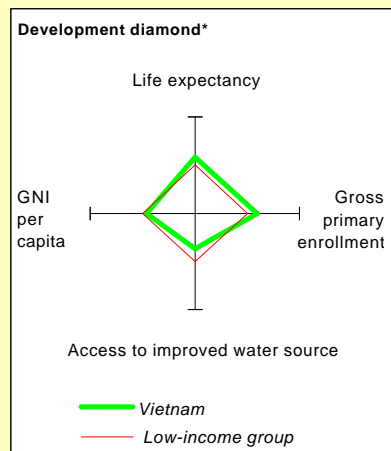 Development diamond*
Life expectancy
GNI
per
capita
Gross
primary
enrollment
Access to improved water source
Vietnam
Low-income group